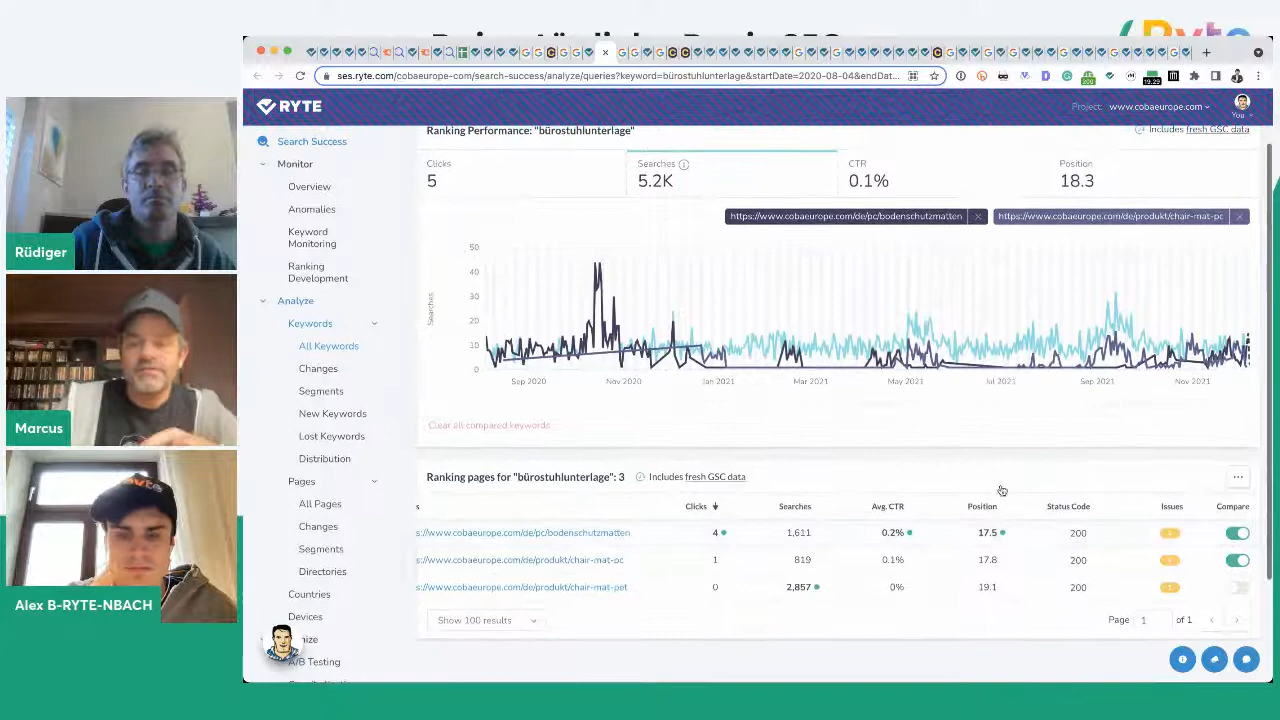 Ryte
ses.ryte.com/cobaeurope-com/search-success/analyze/queries?keyword=bürostuhlunterlage&startDate=2020-08-04&endDat...
200
19.29
RYTE
Project: www.cobaeurope.com
You
Search Success
Monitor
Overview
Anomalies
Keyword
Monitoring
Ranking
Development
Analyze
Keywords
All Keywords
Changes
Segments
New Keywords
Lost Keywords
Distribution
Pages
All Pages
Changes
Segments
Directories
Countries
Devices
A/B Testing
Ranking Performance: "bürostuhlunterlage"
Includes fresh GSC data
Clicks
5
Searches
5.2K
CTR
0.1%
Position
18.3
https://www.cobaeurope.com/de/pc/bodenschutzmatten
https://www.cobaeurope.com/de/produkt/chair-mat-pc
Searches
50
40
30
20
10
0
Sep 2020 Nov 2020 Jan 2021 Mar 2021 May 2021 Jul 2021 Sep 2021 Nov 2021
Clear all compared keywords
Ranking pages for "bürostuhlunterlage": 3 Includes fresh GSC data
s Clicks Searches Avg. CTR Position Status Code Issues Compare
s://www.cobaeurope.com/de/pc/bodenschutzmatten 4 1,611 0.2% 17.5 200
s://www.cobaeurope.com/de/produkt/chair-mat-pc 1 819 0.1% 17.8 200
s://www.cobaeurope.com/de/produkt/chair-mat-pet 0 2,857 0% 19.1 200
Show 100 results
Page 1 of 1
Rüdiger
Marcus
Alex B-RYTE-NBACH